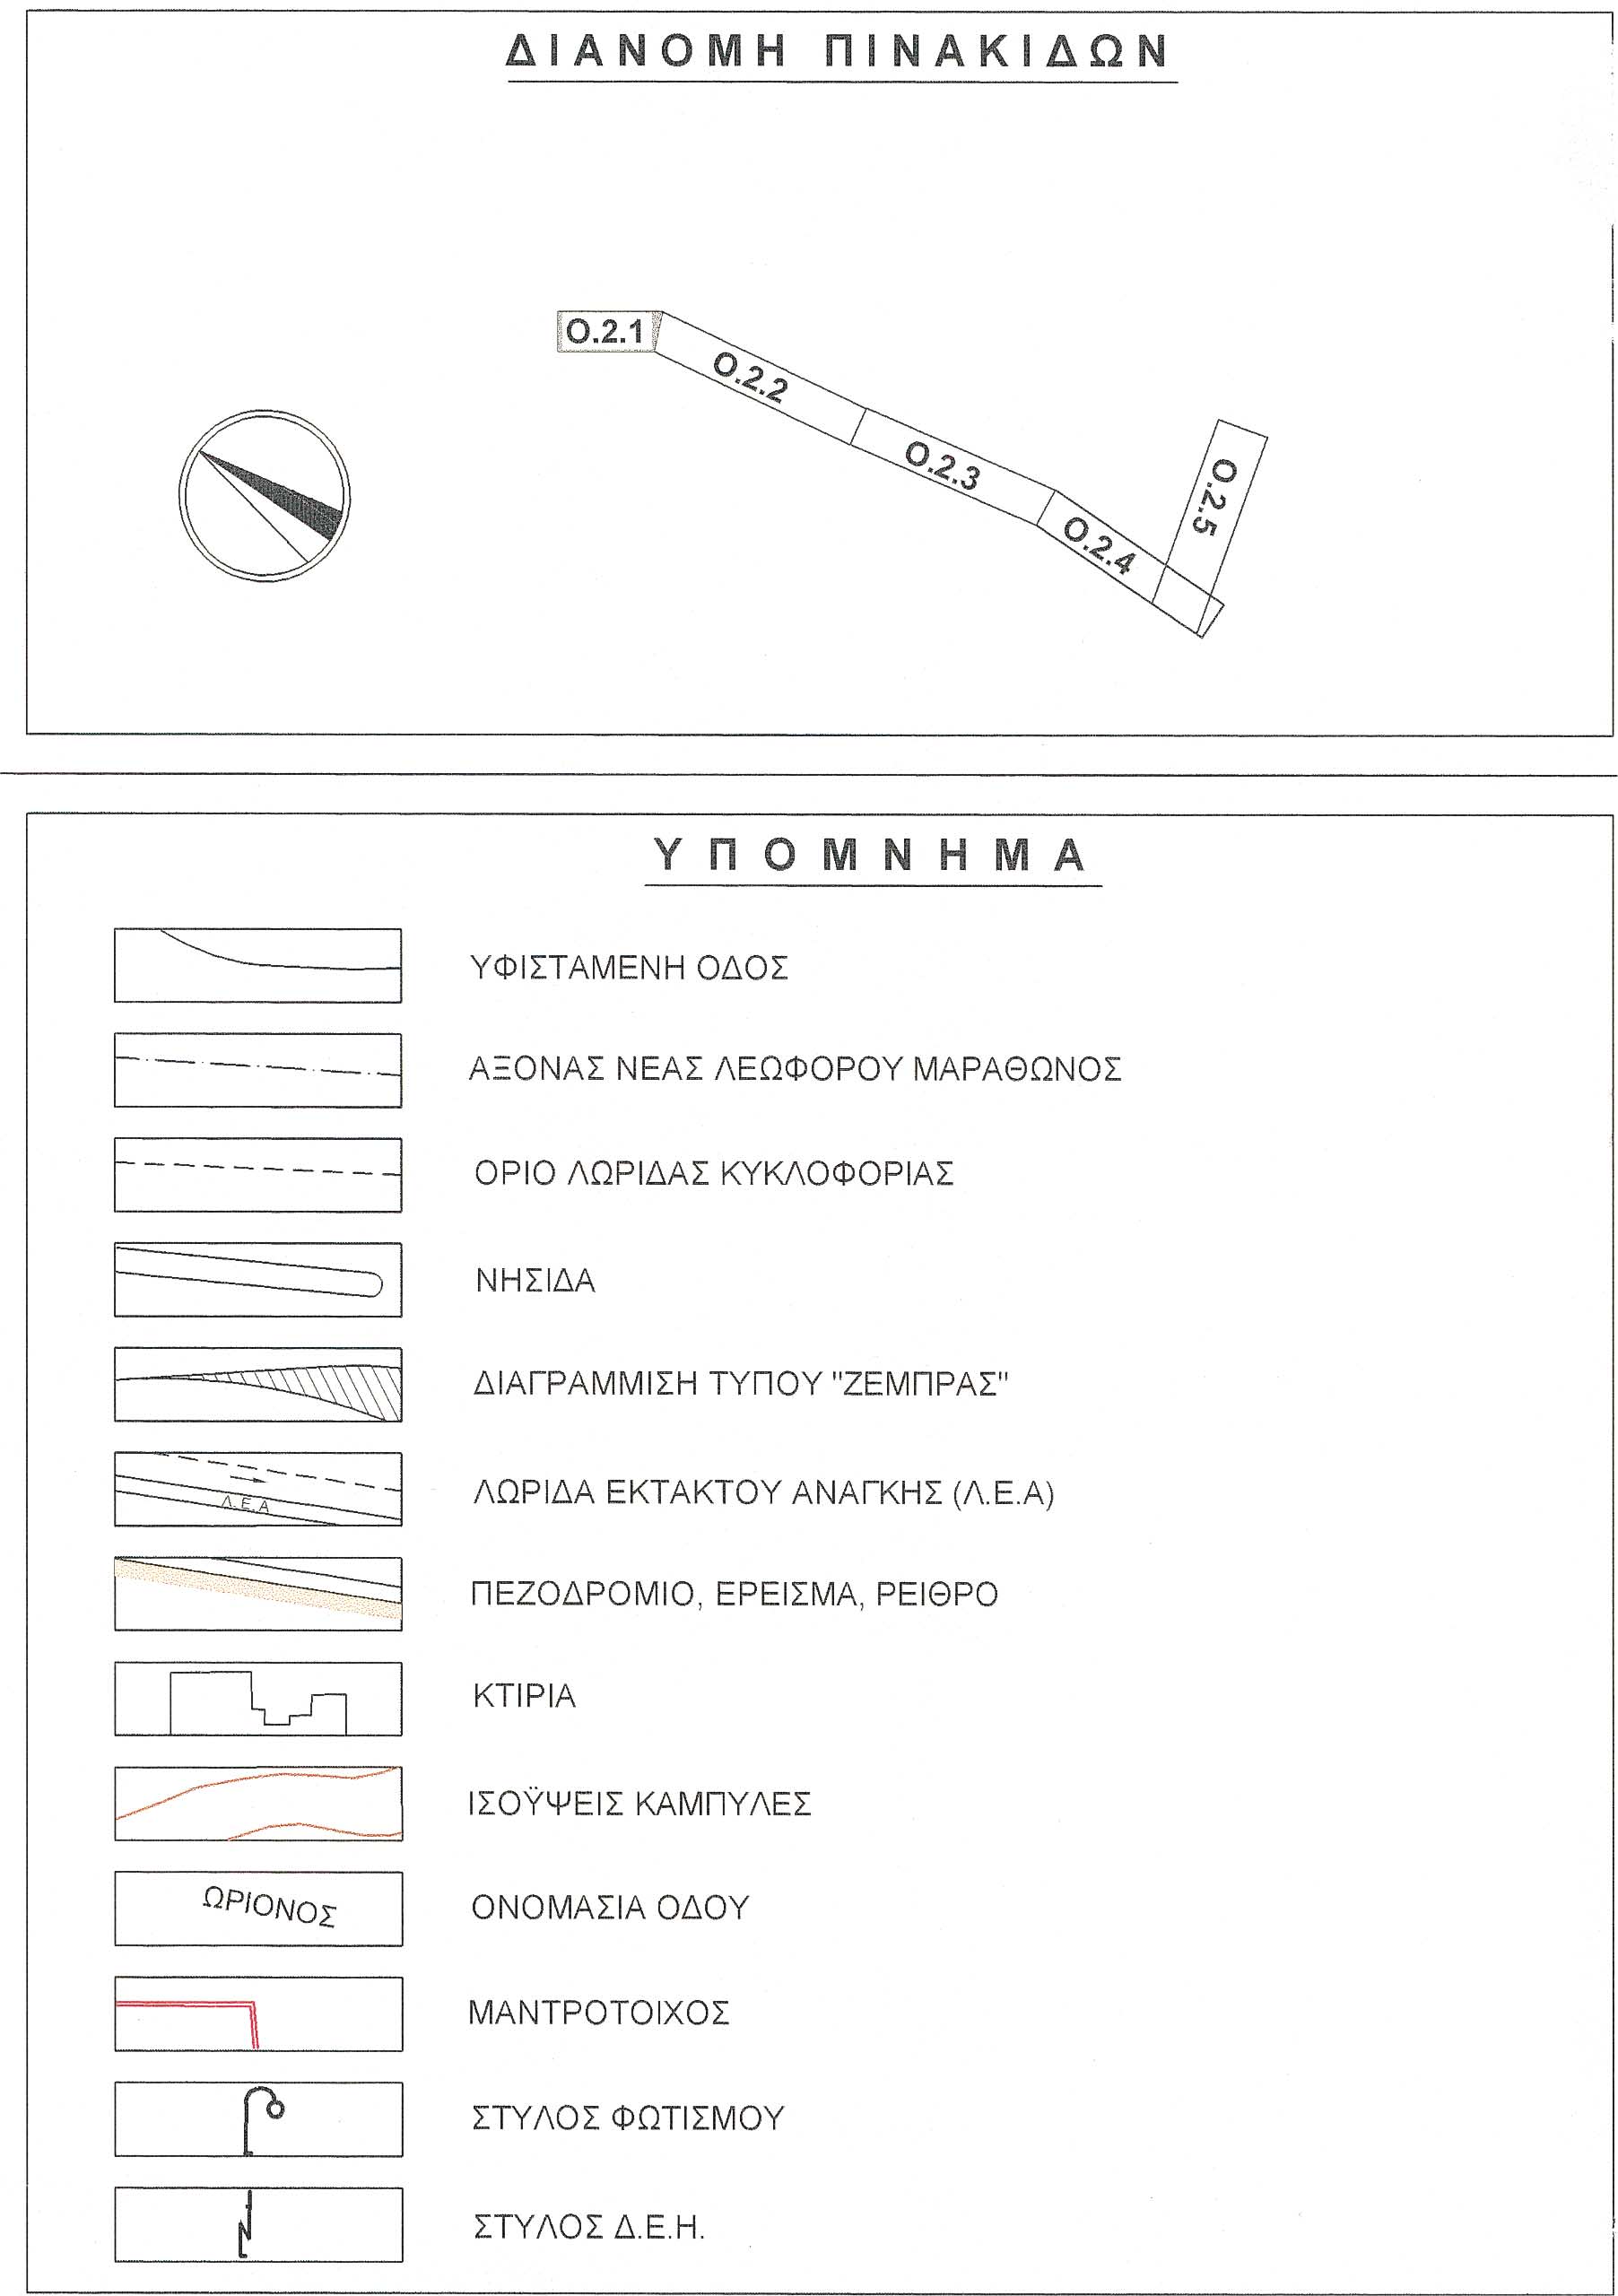 ΔΙΑΝΟΜΗ ΠΙΝΑΚΙΔΩΝ
Ο.2.1
Ο.2.2
Ο.2.3
Ο.2.4
Ο.2.5
ΥΠΟΜΝΗΜΑ
ΥΦΙΣΤΑΜΕΝΗ ΟΔΟΣ
ΑΞΟΝΑΣ ΝΕΑΣ ΛΕΩΦΟΡΟΥ ΜΑΡΑΘΩΝΟΣ
ΟΡΙΟ ΛΩΡΙΔΑΣ ΚΥΚΛΟΦΟΡΙΑΣ
ΝΗΣΙΔΑ
ΔΙΑΓΡΑΜΜΙΣΗ ΤΥΠΟΥ "ΖΕΜΠΡΑΣ"
Λ.Ε.Α
ΛΩΡΙΔΑ ΕΚΤΑΚΤΟΥ ΑΝΑΓΚΗΣ (Λ.Ε.Α)
ΠΕΖΟΔΡΟΜΙΟ, ΕΡΕΙΣΜΑ, ΡΕΙΘΡΟ
ΚΤΙΡΙΑ
ΙΣΟΫΨΕΙΣ ΚΑΜΠΥΛΕΣ
ΩΡΙΟΝΟΣ
ΟΝΟΜΑΣΙΑ ΟΔΟΥ
ΜΑΝΤΡΟΤΟΙΧΟΣ
ΣΤΥΛΟΣ ΦΩΤΙΣΜΟΥ
ΣΤΥΛΟΣ Δ.Ε.Η.